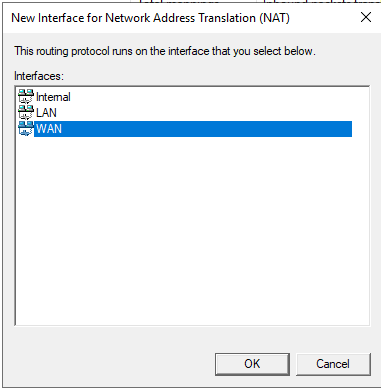 New Interface for Network Address Translation (NAT)
This routing protocol runs on the interface that you select below.
Interfaces:
Internal
LAN
WAN
OK
Cancel